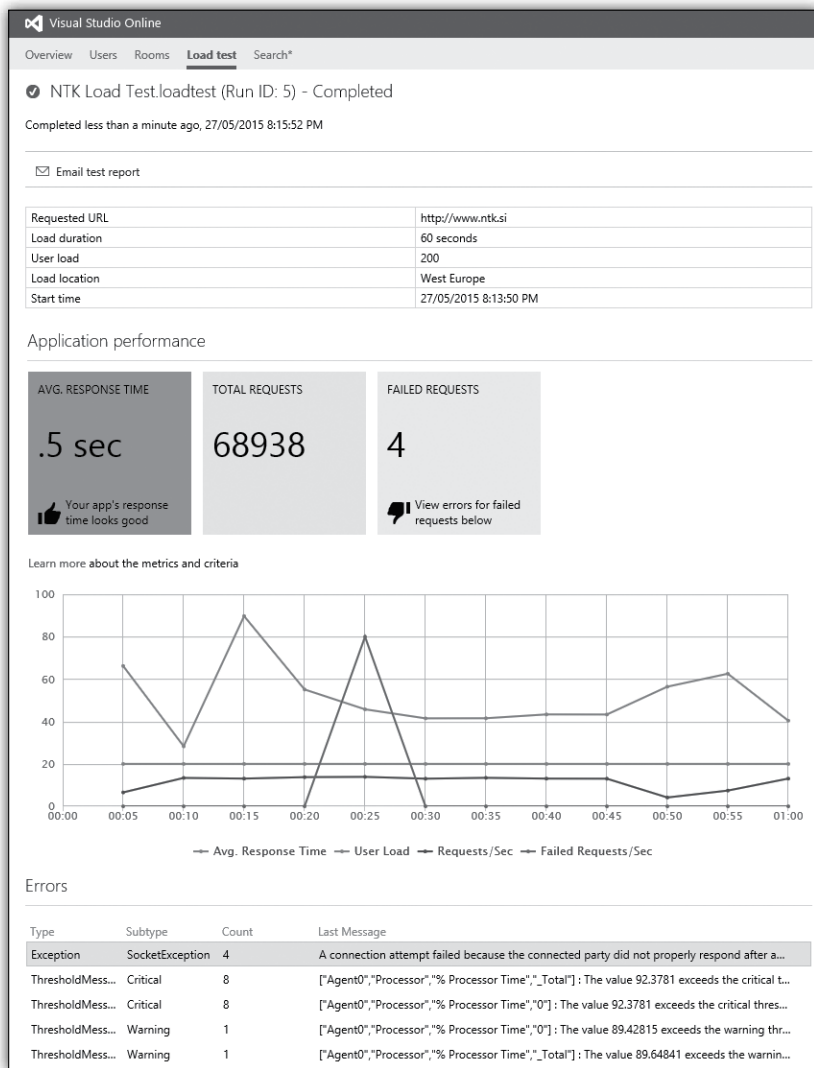 Visual Studio Online
Overview Users Rooms Load test Search*
NTK Load Test.loadtest (Run ID: 5) - Completed
Completed less than a minute ago, 27/05/2015 8:15:52 PM
Email test report
Requested URL http://www.ntk.si
Load duration 60 seconds
User load 200
Load location West Europe
Start time 27/05/2015 8:13:50 PM
Application performance
AVG. RESPONSE TIME
.5 sec
Your app's response
time looks good
TOTAL REQUESTS
68938
FAILED REQUESTS
4
View errors for failed
requests below
Learn more about the metrics and criteria
100
80
60
40
20
0
00:00 00:05 00:10 00:15 00:20 00:25 00:30 00:35 00:40 00:45 00:50 00:55 01:00
Avg. Response Time User Load Requests/Sec Failed Requests/Sec
Errors
Type Subtype Count Last Message
Exception SocketException 4 A connection attempt failed because the connected party did not properly respond after a...
ThresholdMess... Critical 8 ["Agent0","Processor","% Processor Time","_Total"] : The value 92.3781 exceeds the critical t...
ThresholdMess... Critical 8 ["Agent0","Processor","% Processor Time","0"] : The value 92.3781 exceeds the critical thres...
ThresholdMess... Warning 1 ["Agent0","Processor","% Processor Time","0"] : The value 89.42815 exceeds the warning thr...
ThresholdMess... Warning 1 ["Agent0","Processor","% Processor Time","_Total"] : The value 89.64841 exceeds the warnin...